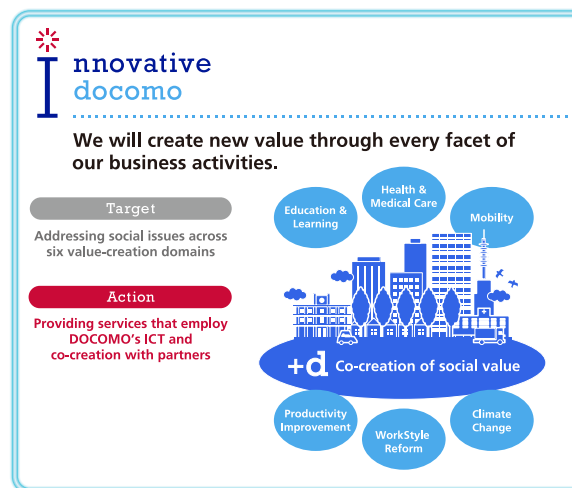 Innovative
docomo
We will create new value through every facet of
our business activities.
Target
Addressing social issues across
six value-creation domains
Action
Providing services that employ
DOCOMO's ICT and
co-creation with partners
Education &
Learning
Health &
Medical Care
Mobility
+d Co-creation of social value
Productivity
Improvement
WorkStyle
Reform
Climate
Change